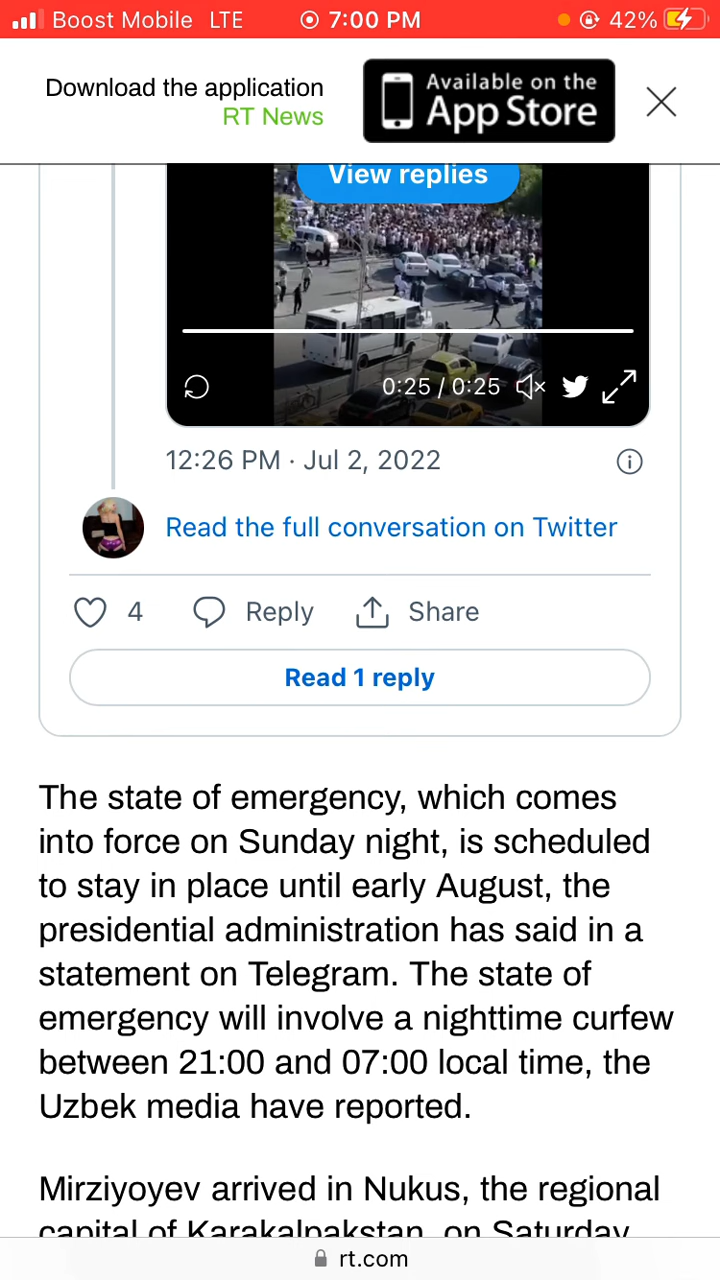 Boost Mobile LTE 7:00 PM 42%
Download the application
RT News
Available on the
App Store
View replies
0:25 / 0:25
12:26 PM · Jul 2, 2022
Read the full conversation on Twitter
4 Reply Share
Read 1 reply
The state of emergency, which comes
into force on Sunday night, is scheduled
to stay in place until early August, the
presidential administration has said in a
statement on Telegram. The state of
emergency will involve a nighttime curfew
between 21:00 and 07:00 local time, the
Uzbek media have reported.
Mirziyoyev arrived in Nukus, the regional
capital of Karakalpakstan, on Saturday
rt.com